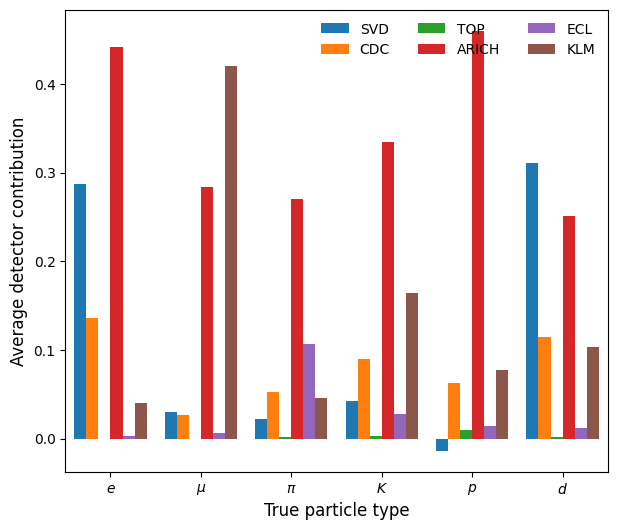 SVD TOP ECL
CDC ARICH KLM
Average detector contribution
0.4
0.3
0.2
0.1
0.0
e μ π K p d
True particle type